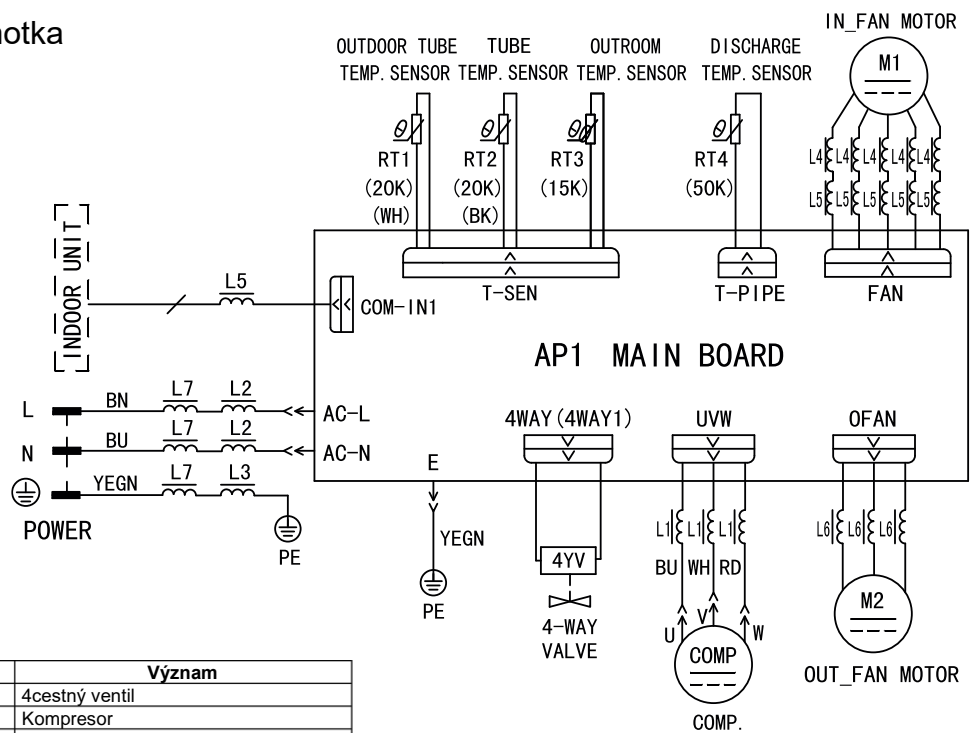 notka
IN_FAN MOTOR
M1
OUTDOOR TUBE TEMP. SENSOR
TUBE TEMP. SENSOR
OUTROOM TEMP. SENSOR
DISCHARGE TEMP. SENSOR
RT1
(20K)
(WH)
RT2
(20K)
(BK)
RT3
(15K)
RT4
(50K)
L4 L4 L4 L4 L4
L5 L5 L5 L5 L5
T-SEN
T-PIPE
FAN
INDOOR UNIT
L5
COM-IN1
AP1 MAIN BOARD
L BN L7 L2 AC-L
N BU L7 L2 AC-N
YEGN L7 L3
POWER
PE
E
YEGN
PE
4WAY(4WAY1)
UVW
OFAN
4YV
4-WAY
VALVE
L1 L1 L1
BU WH RD
U V W
COMP
COMP.
L6 L6 L6
M2
OUT_FAN MOTOR
Význam
4cestný ventil
Kompresor